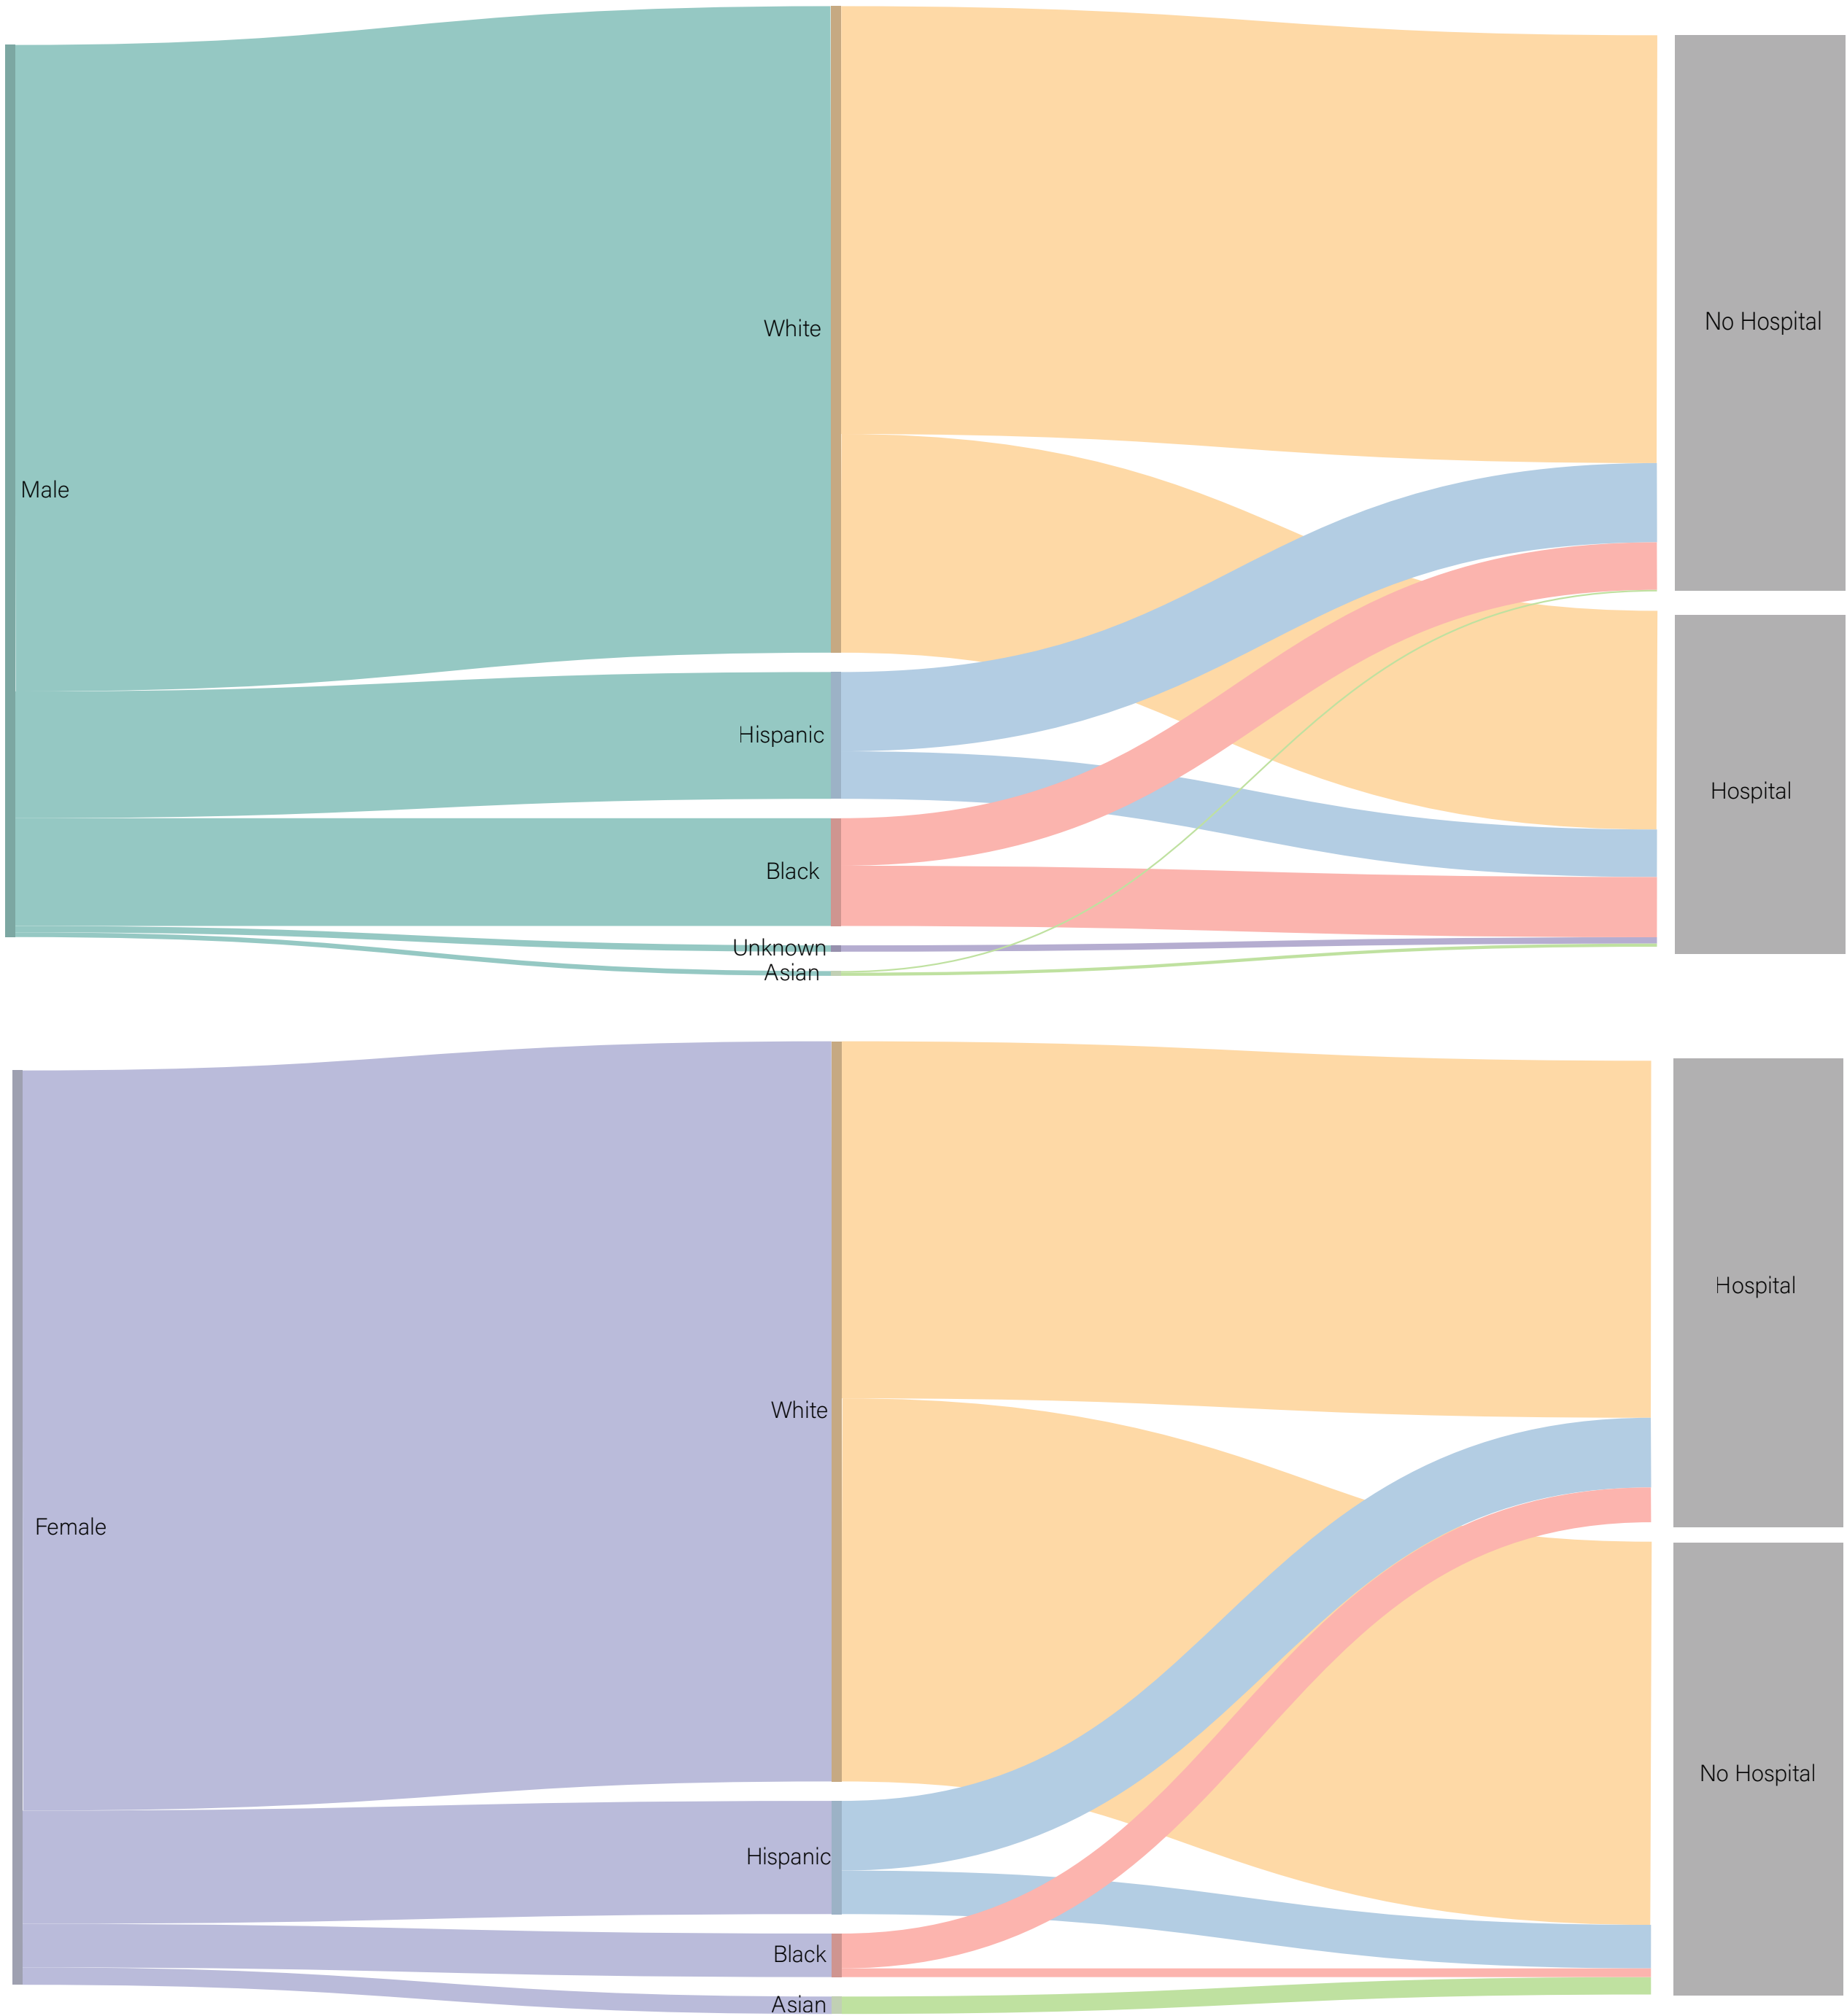 No Hospital
White
Male
Hispanic
Hospital
Black
Unknown
Asian
Hospital
White
Female
No Hospital
Hispanic
Black
Asian